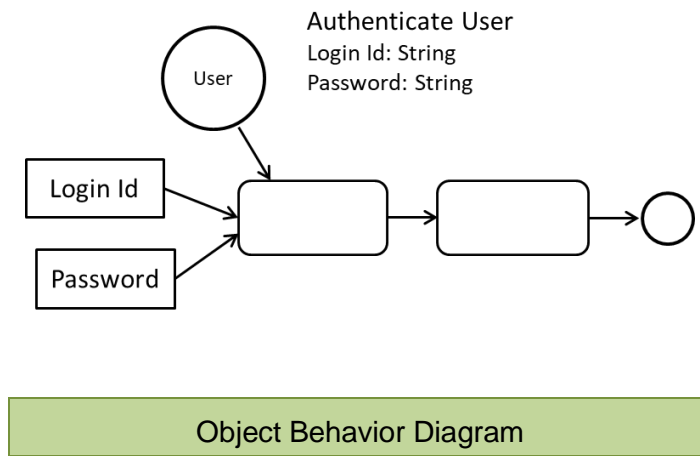 Authenticate User
Login Id: String
Password: String
User
Login Id
Password
Object Behavior Diagram